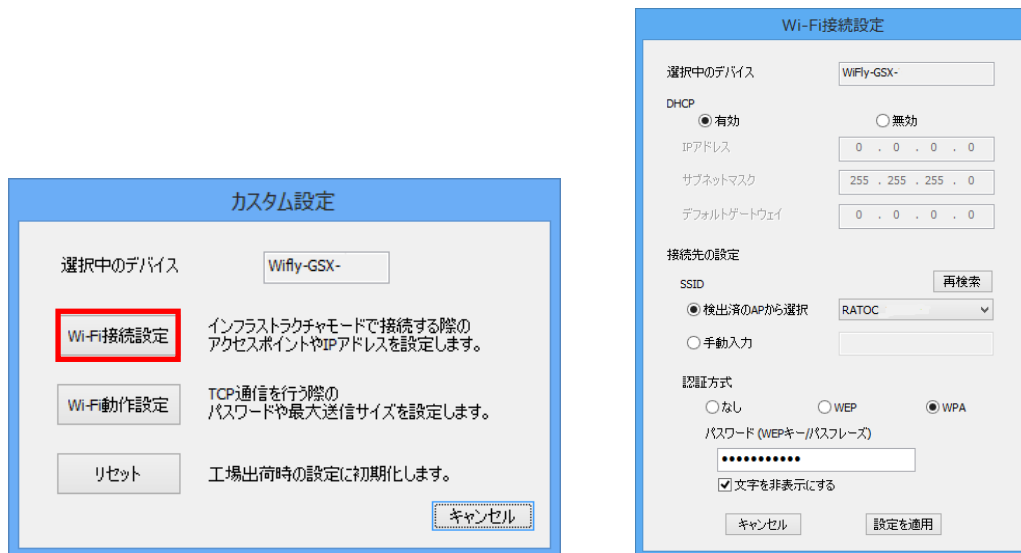 カスタム設定
選択中のデバイス
Wifly-GSX-
Wi-Fi接続設定
インフラストラクチャモードで接続する際の
アクセスポイントやIPアドレスを設定します。
Wi-Fi動作設定
TCP通信を行う際の
パスワードや最大送信サイズを設定します。
リセット
工場出荷時の設定に初期化します。
キャンセル
Wi-Fi接続設定
選択中のデバイス
WiFly-GSX-
DHCP
有効 無効
IPアドレス 0 . 0 . 0 . 0
サブネットマスク 255 . 255 . 255 . 0
デフォルトゲートウェイ 0 . 0 . 0 . 0
接続先の設定
SSID 再検索
検出済のAPから選択 RATOC
手動入力
認証方式
なし WEP WPA
パスワード (WEPキー/パスフレーズ)
●●●●●●●●●●●
文字を非表示にする
キャンセル 設定を適用